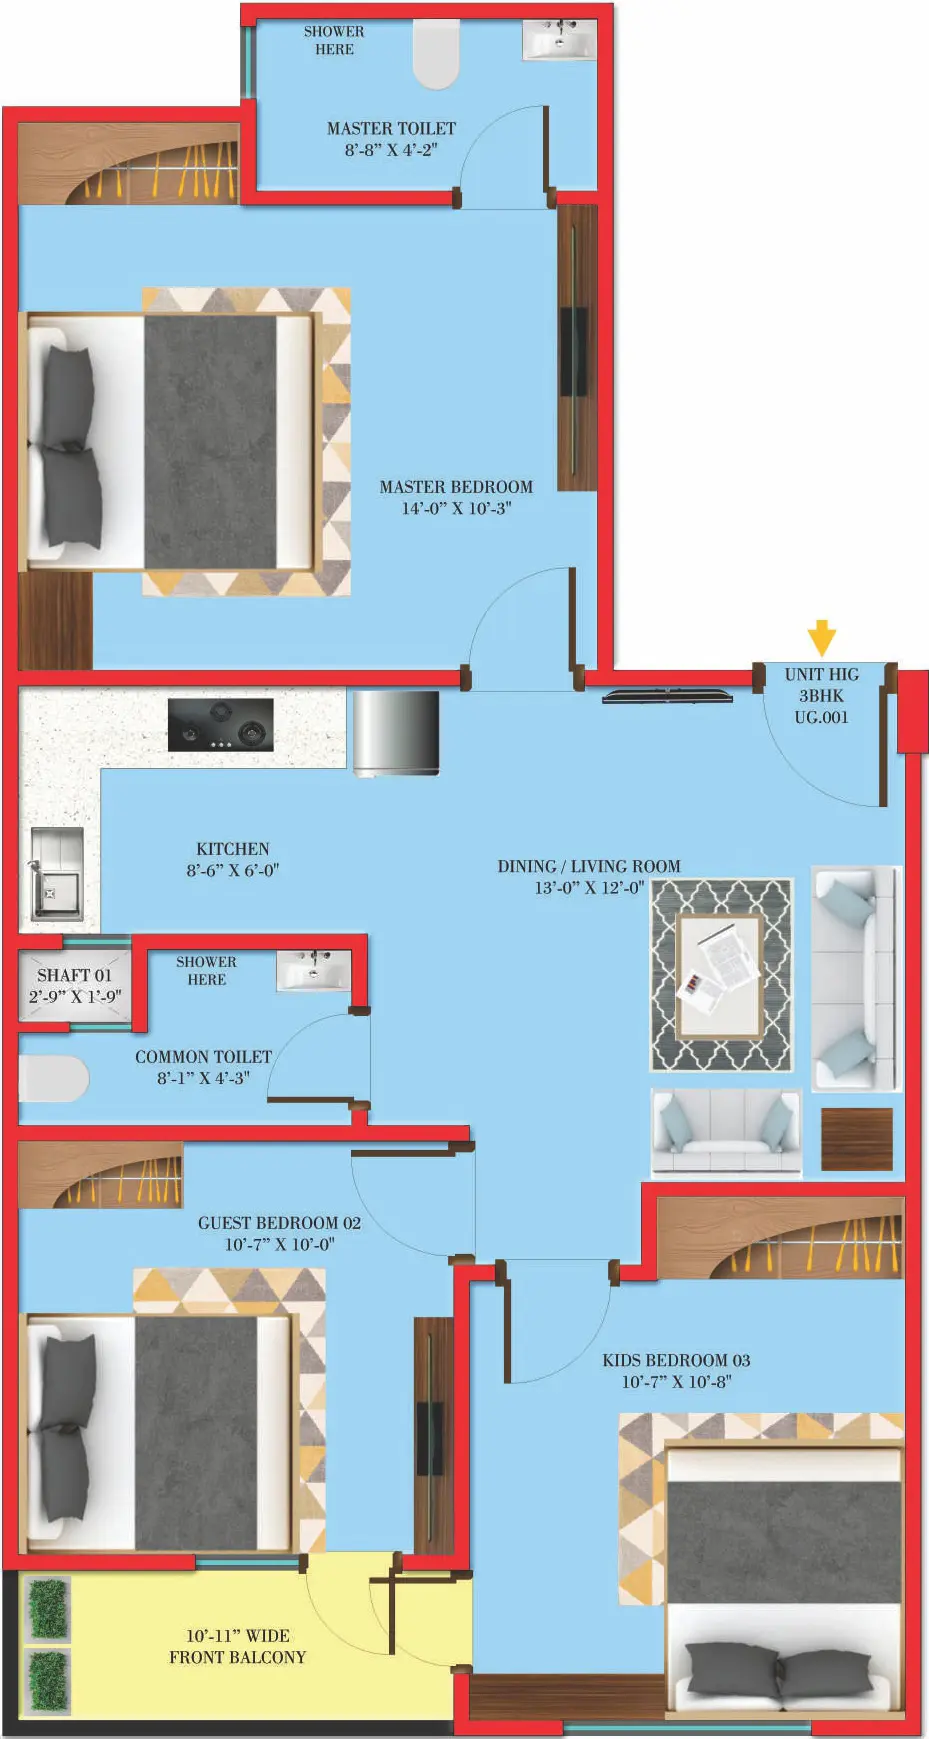 SHOWER
HERE
MASTER TOILET
8'-8" X 4'-2"
MASTER BEDROOM
14'-0" X 10'-3"
UNIT HIG
3BHK
UG.001
KITCHEN
8'-6" X 6'-0"
DINING / LIVING ROOM
13'-0" X 12'-0"
SHAFT 01
2'-9" X 1'-9"
SHOWER
HERE
COMMON TOILET
8'-1" X 4'-3"
GUEST BEDROOM 02
10'-7" X 10'-0"
KIDS BEDROOM 03
10'-7" X 10'-8"
10'-11" WIDE
FRONT BALCONY